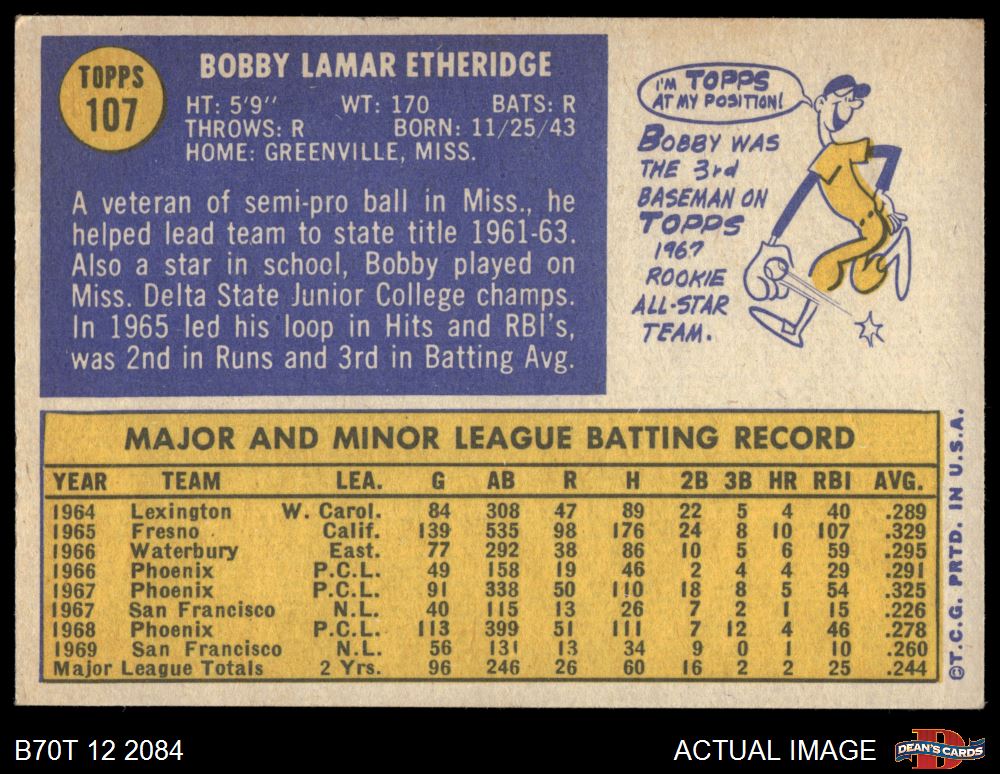 TOPPS
107
BOBBY LAMAR ETHERIDGE
HT: 5'9" WT: 170 BATS: R
THROWS: R BORN: 11/25/43
HOME: GREENVILLE, MISS.
A veteran of semi-pro ball in Miss., he
helped lead team to state title 1961-63.
Also a star in school, Bobby played on
Miss. Delta State Junior College champs.
In 1965 led his loop in Hits and RBI's,
was 2nd in Runs and 3rd in Batting Avg.
I'M TOPPS
AT MY POSITION!
BOBBY WAS
THE 3rd
BASEMAN ON
TOPPS
1967
ROOKIE
ALL-STAR
TEAM.
MAJOR AND MINOR LEAGUE BATTING RECORD
YEAR TEAM LEA. G AB R H 2B 3B HR RBI AVG.
1964 Lexington W. Carol. 84 308 47 89 22 5 4 40 .289
1965 Fresno Calif. 139 535 98 176 24 8 10 107 .329
1966 Waterbury East. 77 292 38 86 10 5 6 59 .295
1966 Phoenix P.C.L. 49 158 19 46 2 4 4 29 .291
1967 Phoenix P.C.L. 91 338 50 110 18 8 5 54 .325
1967 San Francisco N.L. 40 115 13 26 7 2 1 15 .226
1968 Phoenix P.C.L. 113 399 51 111 7 12 4 46 .278
1969 San Francisco N.L. 56 131 13 34 9 0 1 10 .260
Major League Totals 2 Yrs. 96 246 26 60 16 2 2 25 .244
©T.C.G. PRTD. IN U.S.A.
B70T 12 2084
ACTUAL IMAGE
D
DEAN'S CARDS